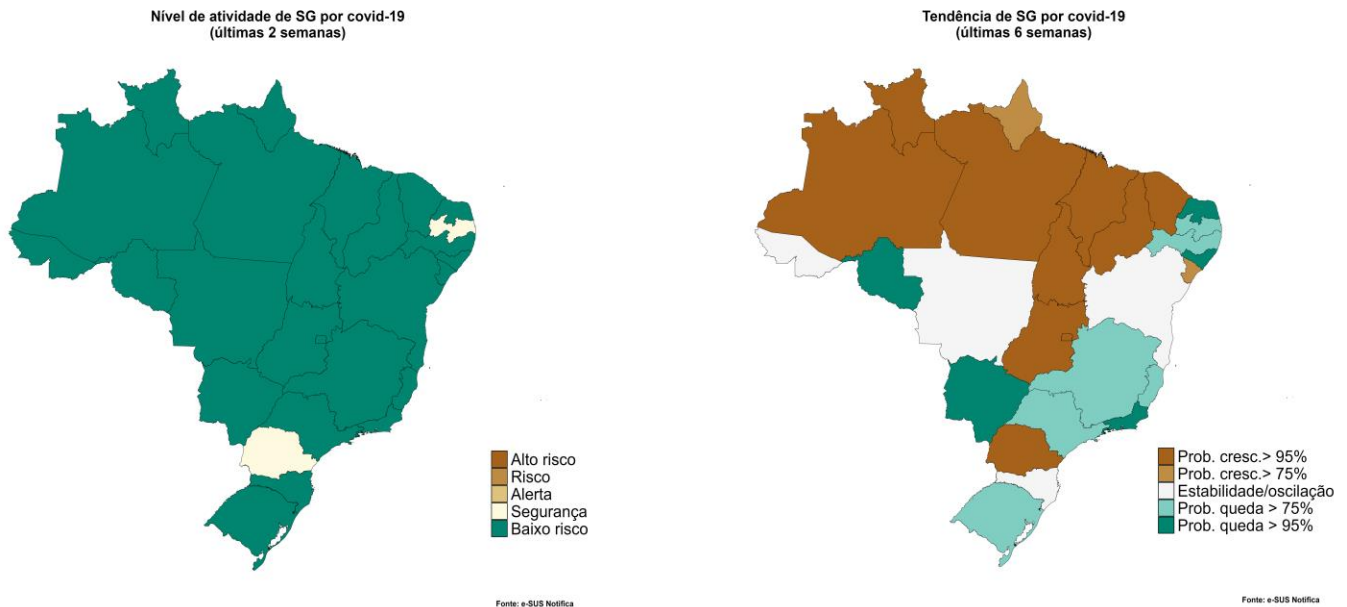 Nível de atividade de SG por covid-19
(últimas 2 semanas)
Alto risco
Risco
Alerta
Segurança
Baixo risco
Fonte: e-SUS Notifica
Tendência de SG por covid-19
(últimas 6 semanas)
Prob. cresc.> 95%
Prob. cresc.> 75%
Estabilidade/oscilação
Prob. queda > 75%
Prob. queda > 95%
Fonte: e-SUS Notifica